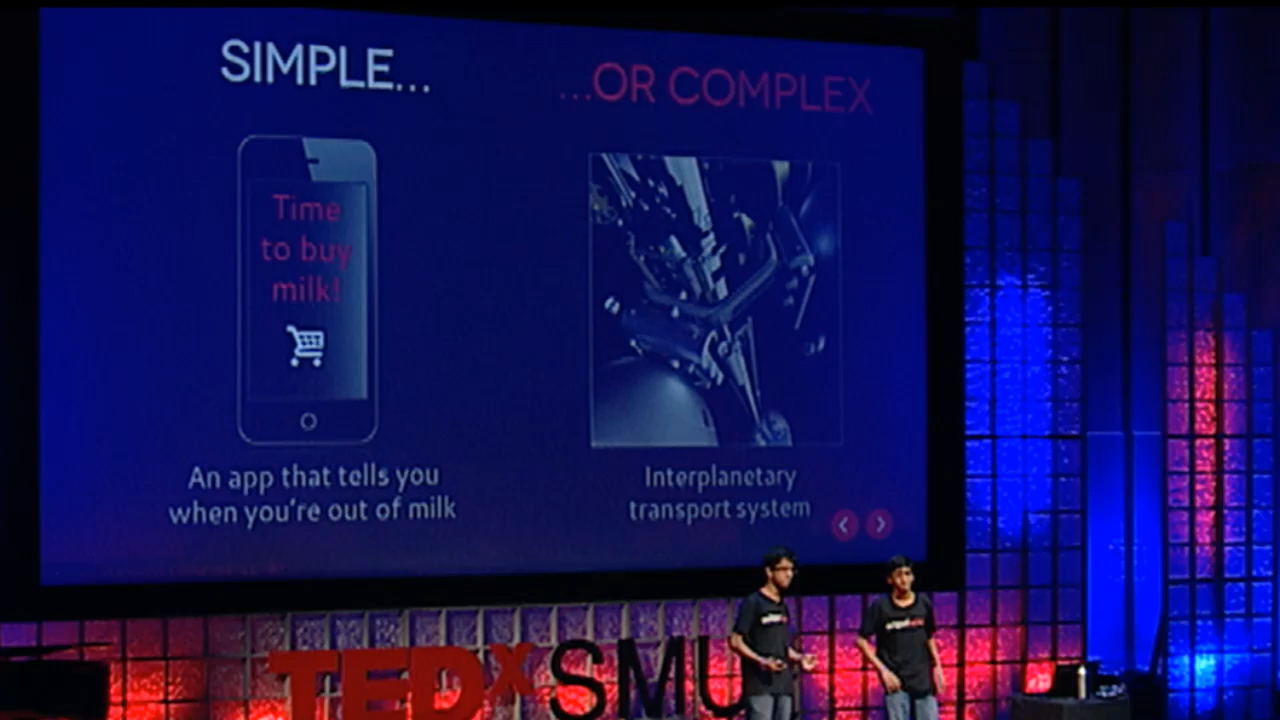 SIMPLE...
...OR COMPLEX
Time
to buy
milk!
An app that tells you
when you're out of milk
Interplanetary
transport system
TEDxSMU